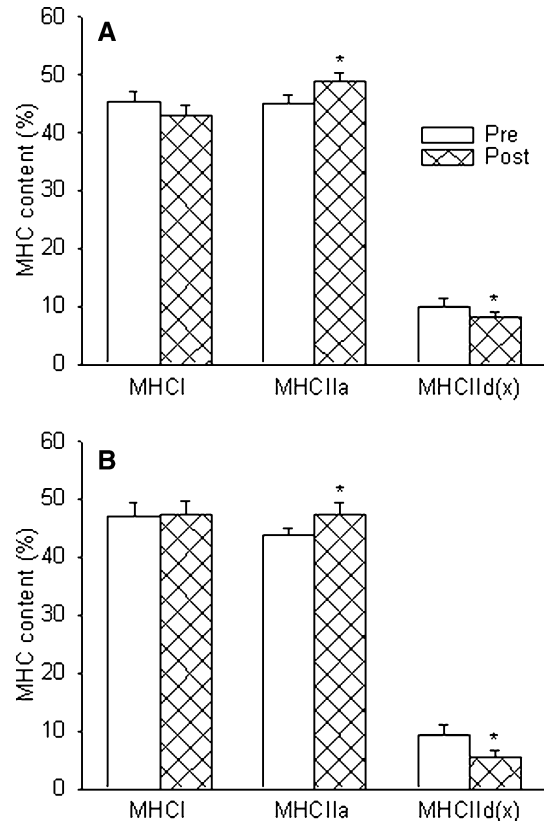 A
60
50
40
30
20
10
0
MHC content (%)
*
*
Pre
Post
MHCI MHCIIa MHCIId(x)
B
60
50
40
30
20
10
0
MHC content (%)
*
*
MHCI MHCIIa MHCIId(x)